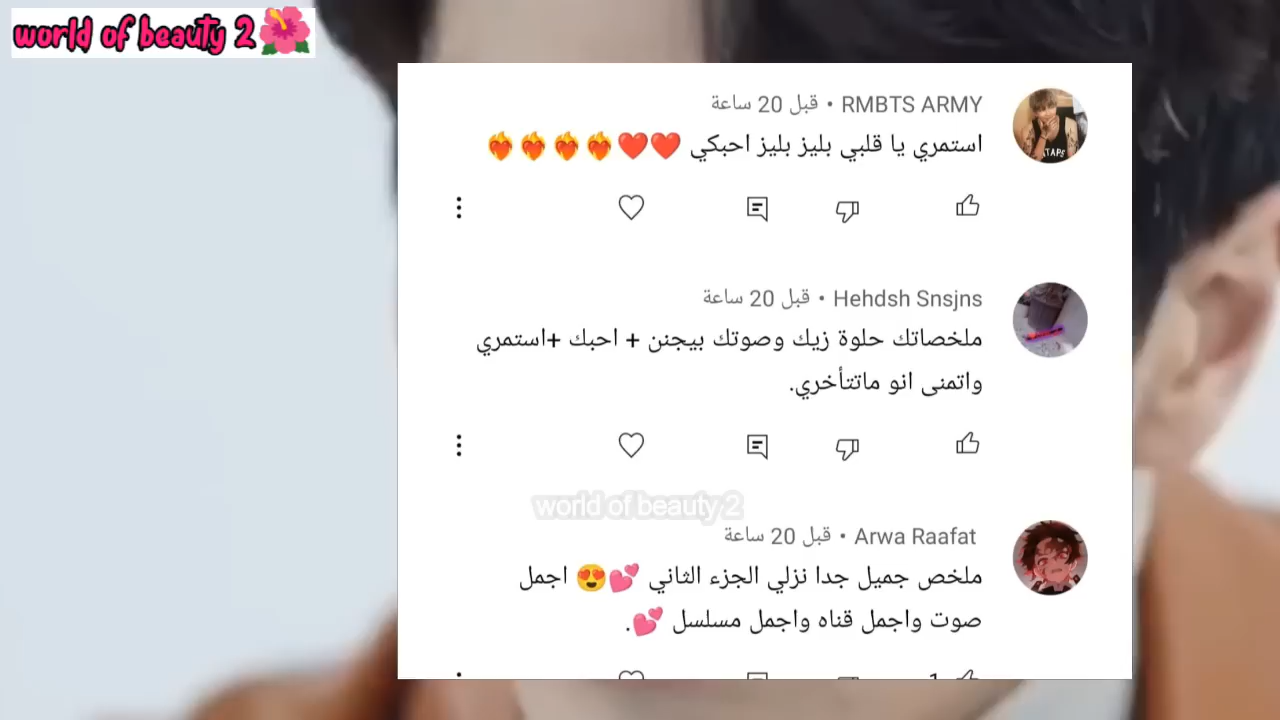 world of beauty 2
RMBTS ARMY • قبل 20 ساعة
استمري يا قلبي بليز بليز احبكي ❤️❤️❤️‍🔥❤️‍🔥❤️‍🔥❤️‍🔥
TAPE
Hehdsh Snsjns • قبل 20 ساعة
ملخصاتك حلوة زيك وصوتك بيجنن + احبك +استمري
واتمنى انو ماتتأخري.
world of beauty 2
Arwa Raafat • قبل 20 ساعة
ملخص جميل جدا نزلي الجزء الثاني 💕😍 اجمل
صوت واجمل قناه واجمل مسلسل 💕.
1